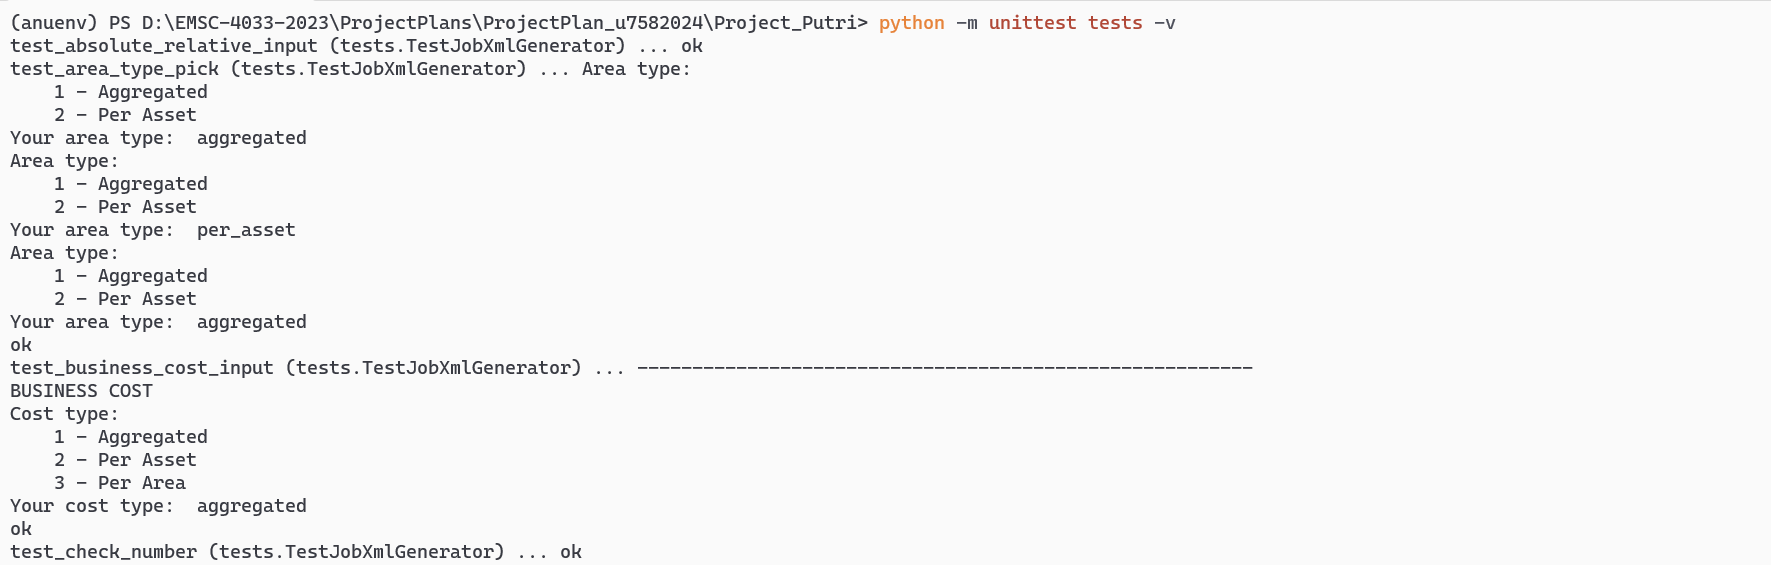 (anuenv) PS D:\EMSC-4033-2023\ProjectPlans\ProjectPlan_u7582024\Project_Putri> python -m unittest tests -v
test_absolute_relative_input (tests.TestJobXmlGenerator) ... ok
test_area_type_pick (tests.TestJobXmlGenerator) ... Area type:
    1 - Aggregated
    2 - Per Asset
Your area type:  aggregated
Area type:
    1 - Aggregated
    2 - Per Asset
Your area type:  per_asset
Area type:
    1 - Aggregated
    2 - Per Asset
Your area type:  aggregated
ok
test_business_cost_input (tests.TestJobXmlGenerator) ... --------------------------------------------------------
BUSINESS COST
Cost type:
    1 - Aggregated
    2 - Per Asset
    3 - Per Area
Your cost type:  aggregated
ok
test_check_number (tests.TestJobXmlGenerator) ... ok